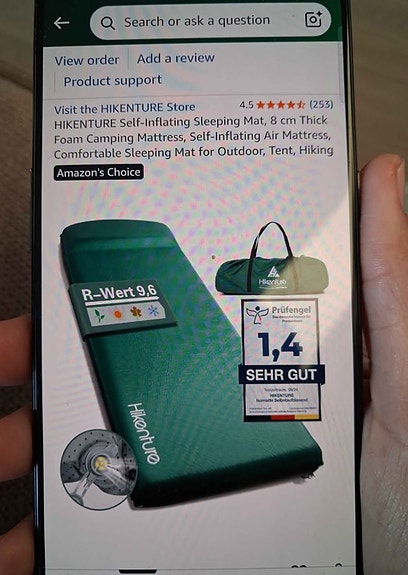 Search or ask a question
View order
Add a review
Product support
Visit the HIKENTURE Store
4.5 (253)
HIKENTURE Self-Inflating Sleeping Mat, 8 cm Thick
Foam Camping Mattress, Self-Inflating Air Mattress,
Comfortable Sleeping Mat for Outdoor, Tent, Hiking
Amazon's Choice
R-Wert 9,6
Hikenture
Hikenture
Prüfengel
1,4
SEHR GUT
HIKENTURE